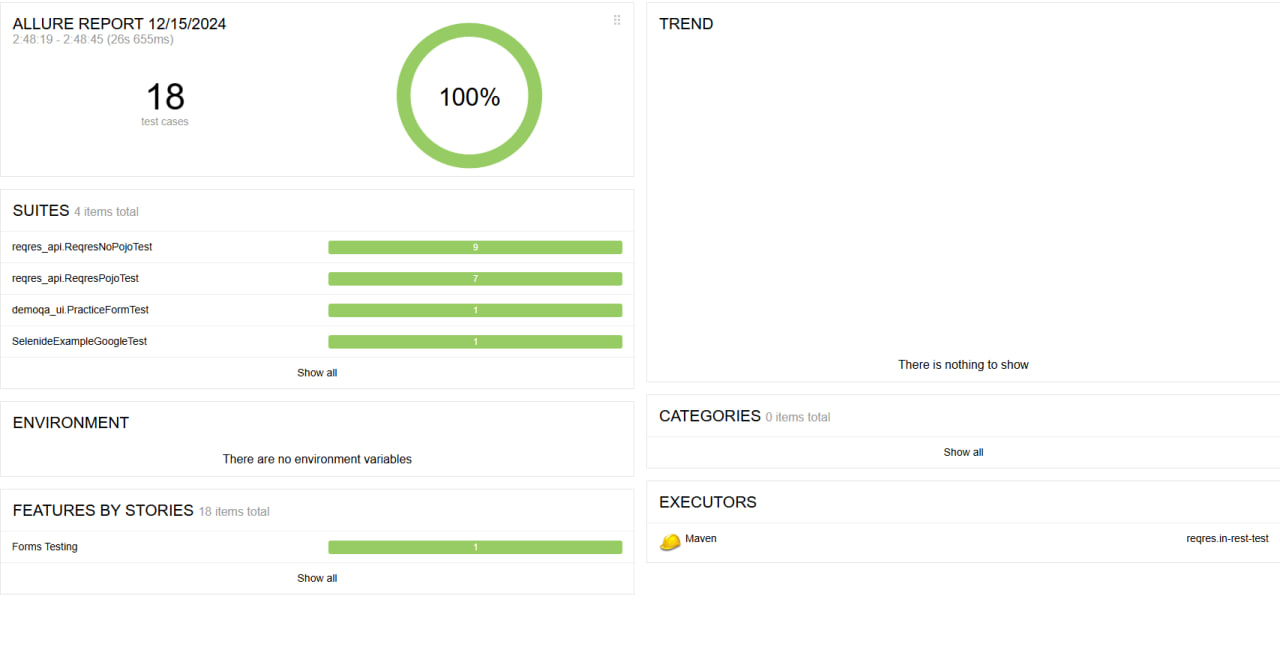 ALLURE REPORT 12/15/2024
2:48:19 - 2:48:45 (26s 655ms)
18
test cases
100%
SUITES 4 items total
reqres_api.ReqresNoPojoTest 9
reqres_api.ReqresPojoTest 7
demoqa_ui.PracticeFormTest 1
SelenideExampleGoogleTest 1
Show all
ENVIRONMENT
There are no environment variables
FEATURES BY STORIES 18 items total
Forms Testing 1
Show all
TREND
There is nothing to show
CATEGORIES 0 items total
Show all
EXECUTORS
Maven reqres.in-rest-test